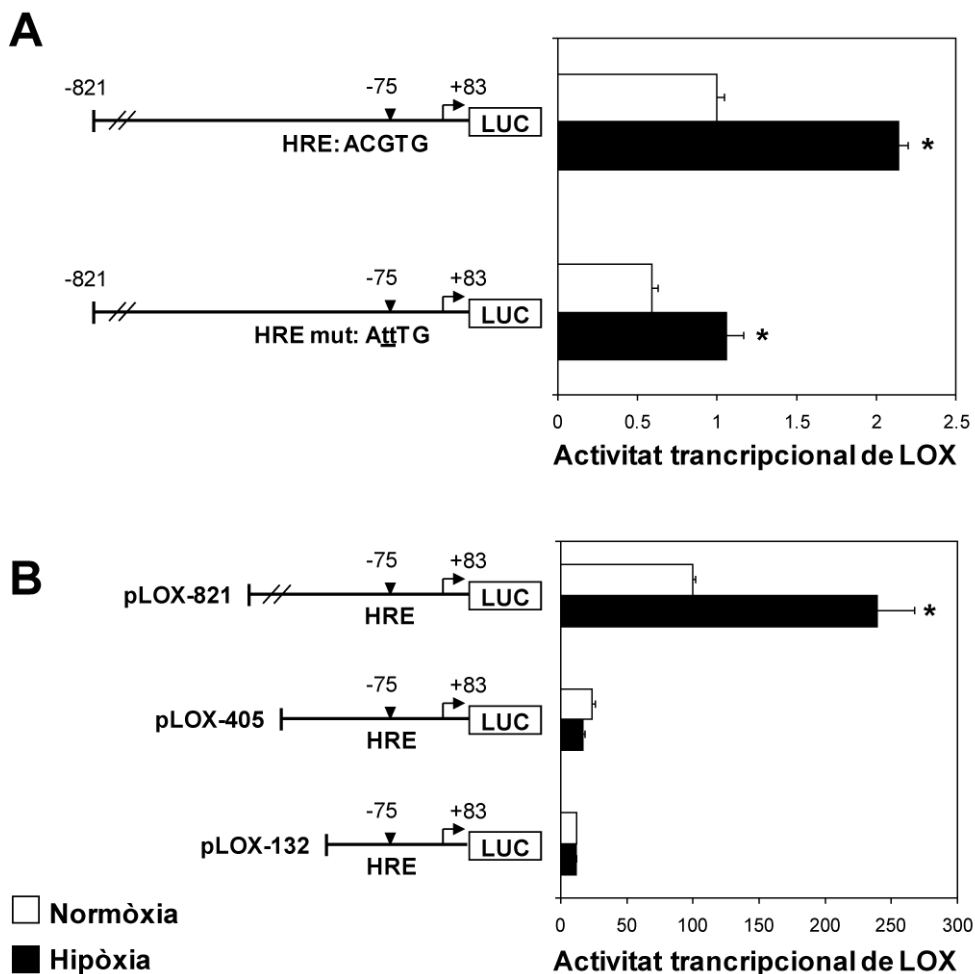 A
-821
-75
+83
LUC
HRE: ACGTG
*
-821
-75
+83
LUC
HRE mut: AttTG
*
0 0.5 1 1.5 2 2.5
Activitat trancripcional de LOX
B
pLOX-821
-75
+83
LUC
HRE
*
pLOX-405
-75
+83
LUC
HRE
pLOX-132
-75
+83
LUC
HRE
Normòxia
Hipòxia
0 50 100 150 200 250 300
Activitat trancripcional de LOX